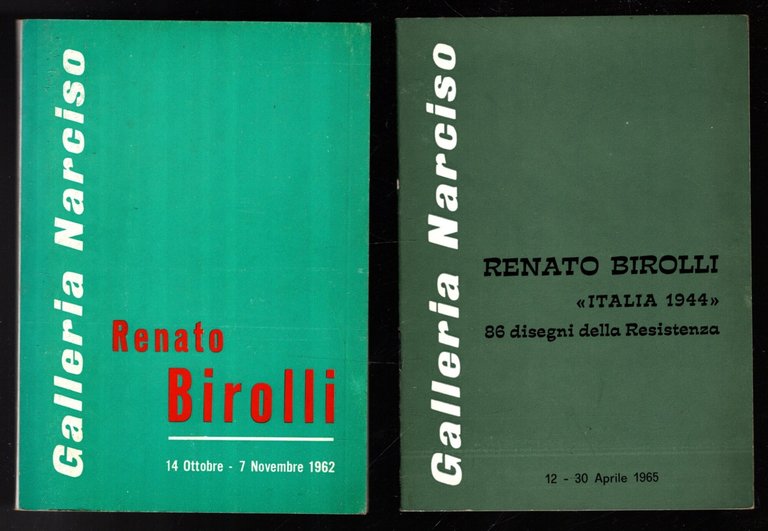 Galleria Narciso
Renato
Birolli
14 Ottobre - 7 Novembre 1962
Galleria Narciso
RENATO BIROLLI
«ITALIA 1944»
86 disegni della Resistenza
12 - 30 Aprile 1965